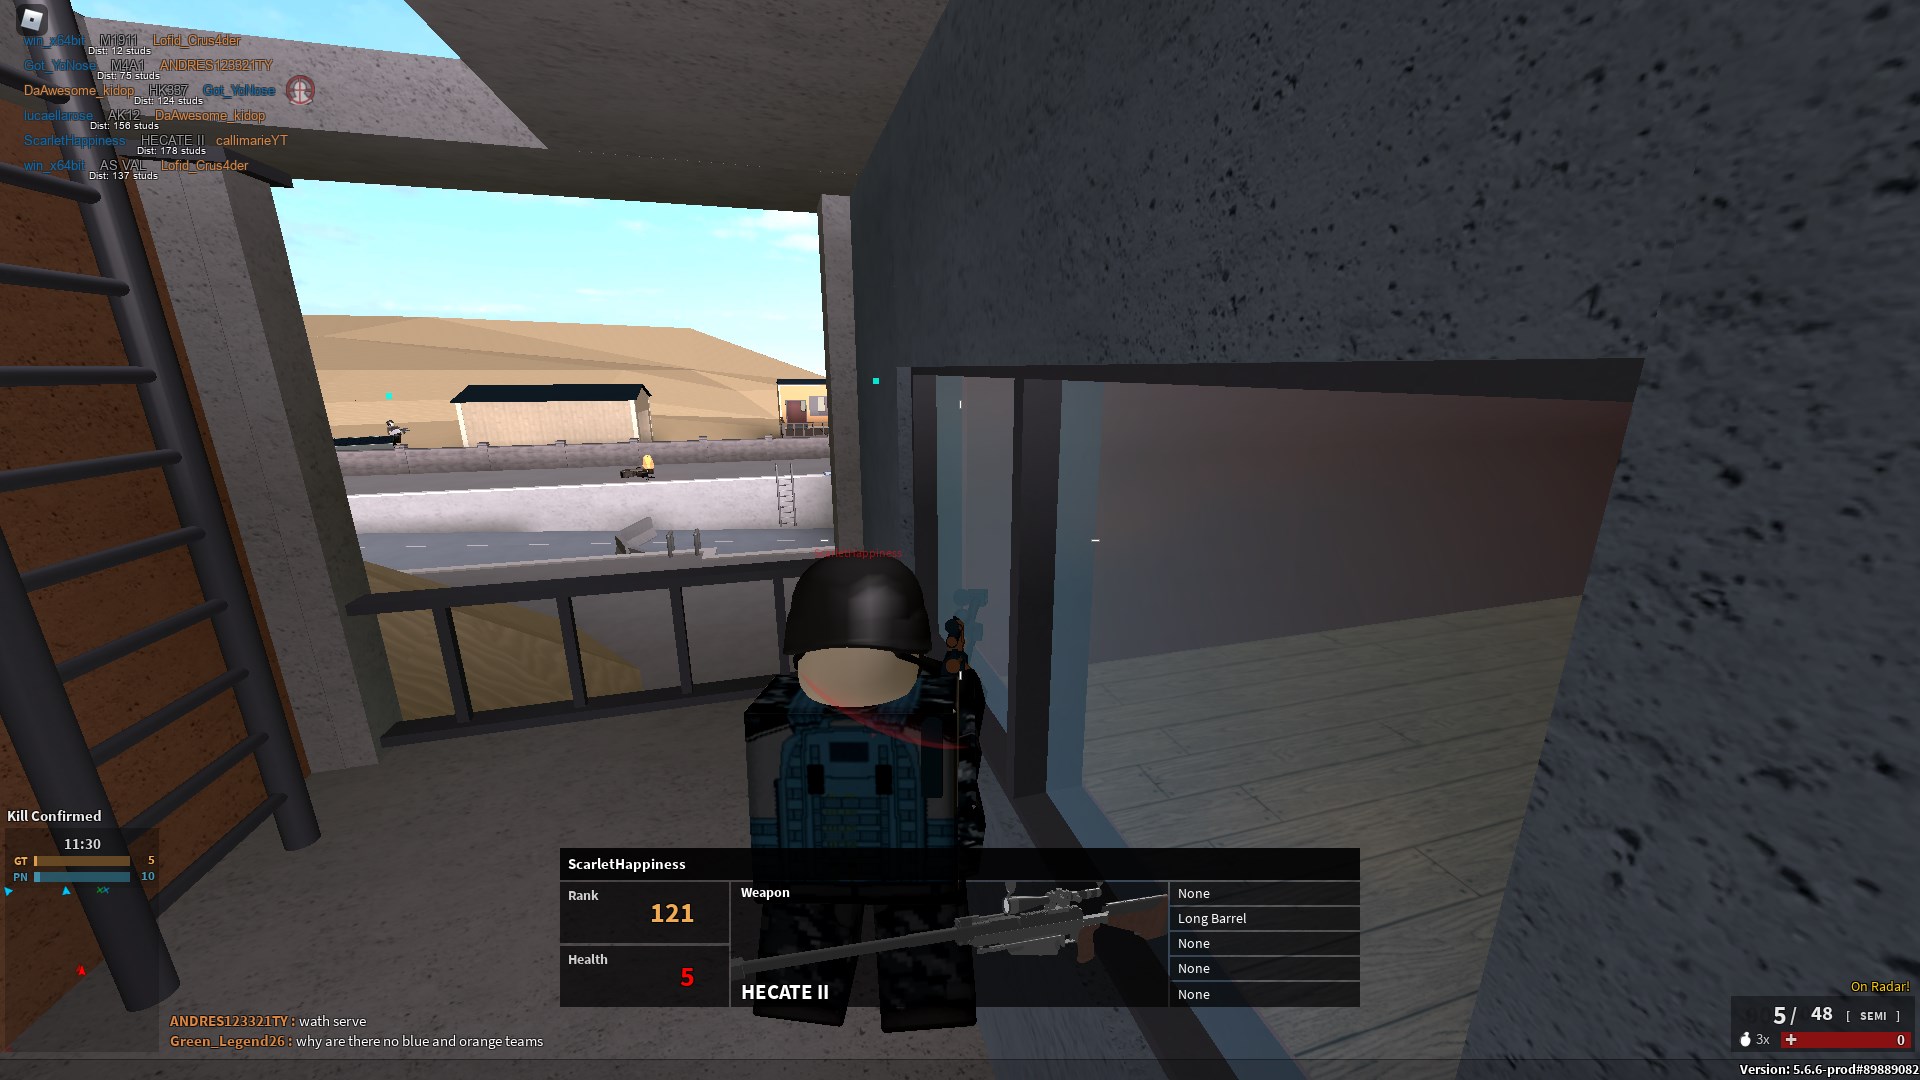 win_x64bit M1911 Lofid_Crus4der
Dist: 12 studs
Got_YoNose M4A1 ANDRES123321TY
Dist: 75 studs
DaAwesome_kidop HK337 Got_YoNose
Dist: 124 studs
lucaellarose AK12 DaAwesome_kidop
Dist: 156 studs
ScarletHappiness HECATE II callimarieYT
Dist: 178 studs
win_x64bit AS VAL Lofid_Crus4der
Dist: 137 studs
ScarletHappiness
Kill Confirmed
11:30
GT 5
PN 10
ScarletHappiness
Rank
121
Health
5
Weapon
HECATE II
None
Long Barrel
None
None
None
ANDRES123321TY : wath serve
Green_Legend26 : why are there no blue and orange teams
On Radar!
5 / 48 [ SEMI ]
3x
0
Version: 5.6.6-prod#89889082